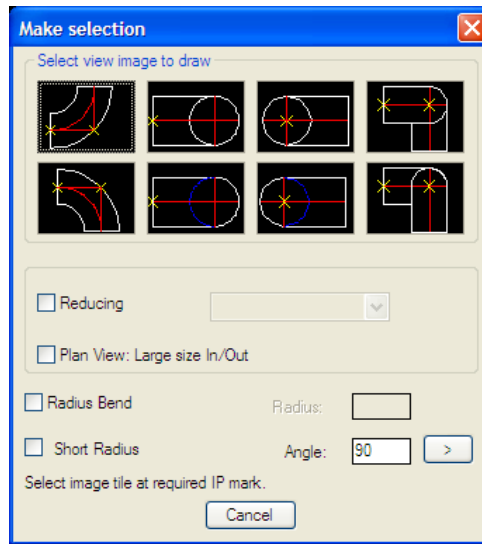 Make selection
Select view image to draw
Reducing
Plan View: Large size In/Out
Radius Bend
Radius:
Short Radius
Angle:
90
>
Select image tile at required IP mark.
Cancel